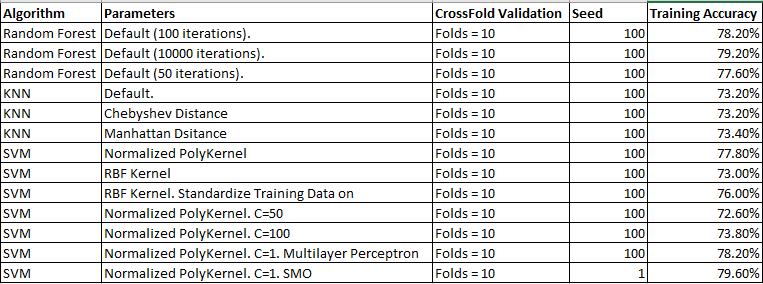 Algorithm Parameters CrossFold Validation Seed Training Accuracy
Random Forest Default (100 iterations). Folds = 10 100 78.20%
Random Forest Default (10000 iterations). Folds = 10 100 79.20%
Random Forest Default (50 iterations). Folds = 10 100 77.60%
KNN Default. Folds = 10 100 73.20%
KNN Chebyshev Distance Folds = 10 100 73.20%
KNN Manhattan Dsitance Folds = 10 100 73.40%
SVM Normalized PolyKernel Folds = 10 100 77.80%
SVM RBF Kernel Folds = 10 100 73.00%
SVM RBF Kernel. Standardize Training Data on Folds = 10 100 76.00%
SVM Normalized PolyKernel. C=50 Folds = 10 100 72.60%
SVM Normalized PolyKernel. C=100 Folds = 10 100 73.80%
SVM Normalized PolyKernel. C=1. Multilayer Perceptron Folds = 10 100 78.20%
SVM Normalized PolyKernel. C=1. SMO Folds = 10 1 79.60%